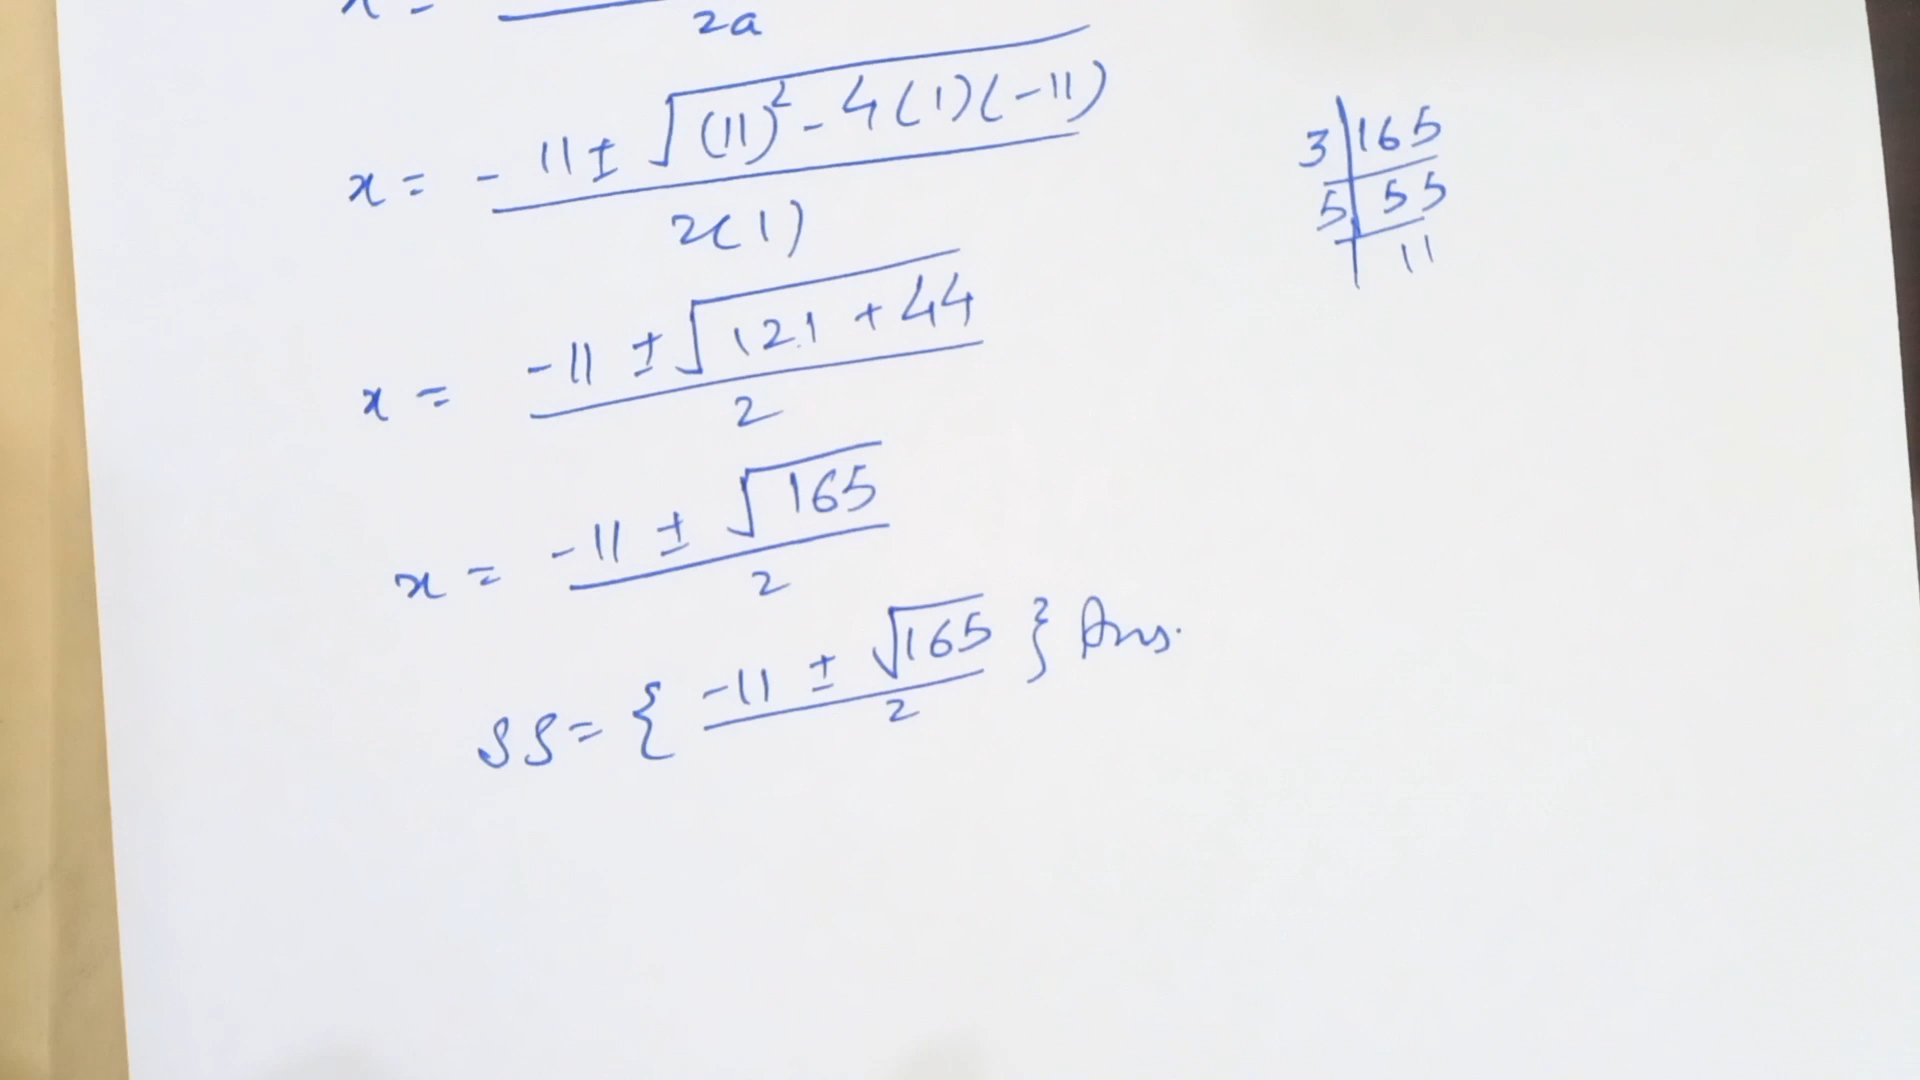 x = 2a
x = -11 ± √(11)² - 4(1)(-11) / 2(1)
x = -11 ± √121 + 44 / 2
x = -11 ± √165 / 2
SS = { -11 ± √165 / 2 } Ans.
3 | 165
5 | 55
| 11